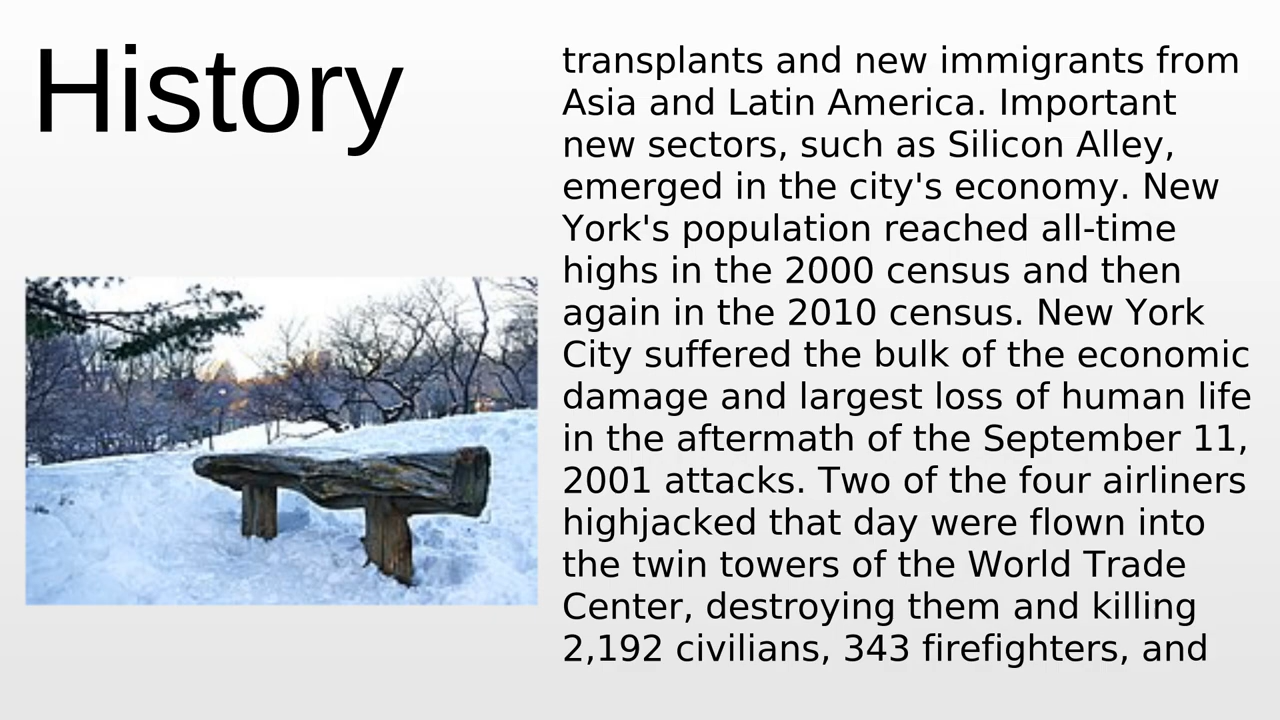 History
transplants and new immigrants from
Asia and Latin America. Important
new sectors, such as Silicon Alley,
emerged in the city's economy. New
York's population reached all-time
highs in the 2000 census and then
again in the 2010 census. New York
City suffered the bulk of the economic
damage and largest loss of human life
in the aftermath of the September 11,
2001 attacks. Two of the four airliners
highjacked that day were flown into
the twin towers of the World Trade
Center, destroying them and killing
2,192 civilians, 343 firefighters, and